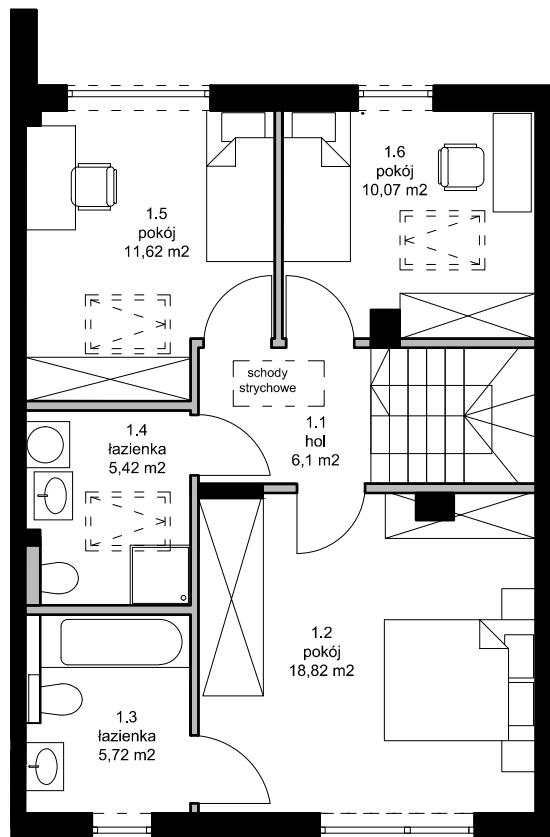 1.6
pokój
10,07 m2
1.5
pokój
11,62 m2
schody
strychowe
1.1
hol
6,1 m2
1.4
łazienka
5,42 m2
1.2
pokój
18,82 m2
1.3
łazienka
5,72 m2